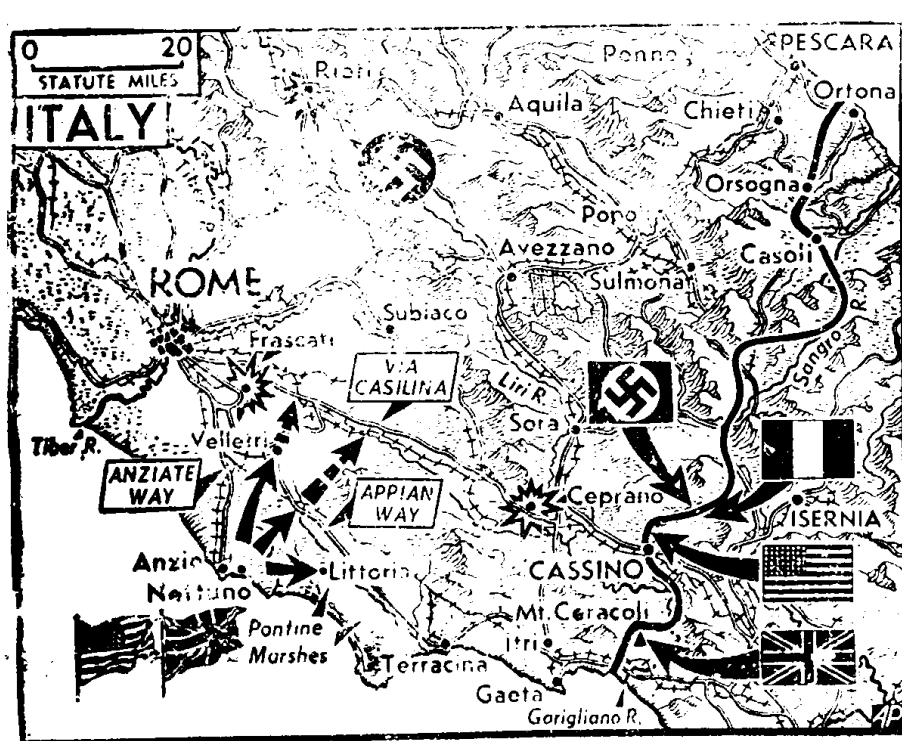 0 20
STATUTE MILES
ITALY
Rieti
Penne
PESCARA
Aquila
Chieti
Ortona
Orsogna
Popo
Casoli
Avezzano
Sulmona
ROME
Subiaco
Sangro R.
Frascati
VIA
CASILINA
Liri R.
Sora
Tiber R.
Velletri
ANZIATE
WAY
APPIAN
WAY
Ceprano
ISERNIA
Anzio
Nettuno
Littoria
CASSINO
Mt. Ceracoli
Pontine
Marshes
Itri
Terracina
Gaeta
Garigliano R.
AP